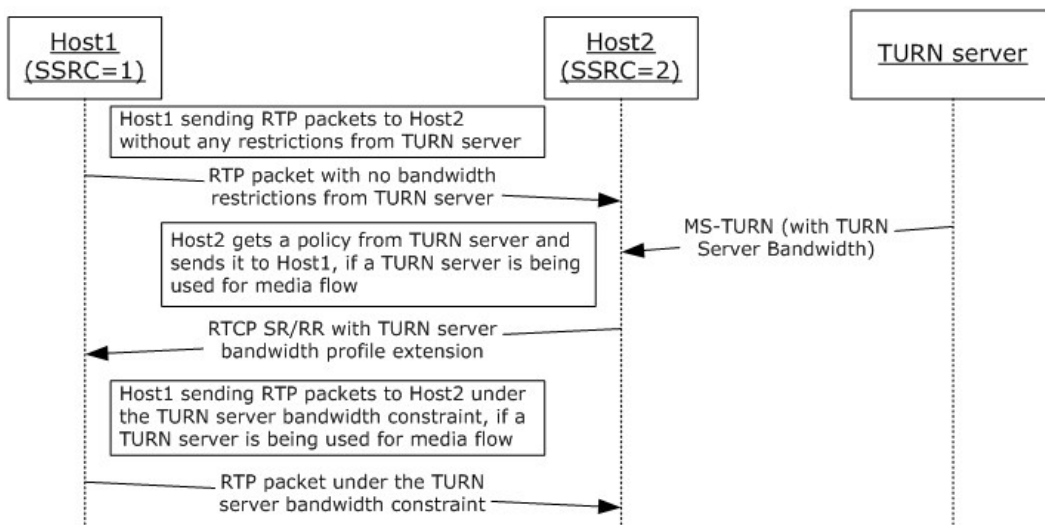 Host1
(SSRC=1)
Host2
(SSRC=2)
TURN server
Host1 sending RTP packets to Host2
without any restrictions from TURN server
RTP packet with no bandwidth
restrictions from TURN server
MS-TURN (with TURN
Server Bandwidth)
Host2 gets a policy from TURN server and
sends it to Host1, if a TURN server is being
used for media flow
RTCP SR/RR with TURN server
bandwidth profile extension
Host1 sending RTP packets to Host2 under
the TURN server bandwidth constraint, if a
TURN server is being used for media flow
RTP packet under the TURN
server bandwidth constraint